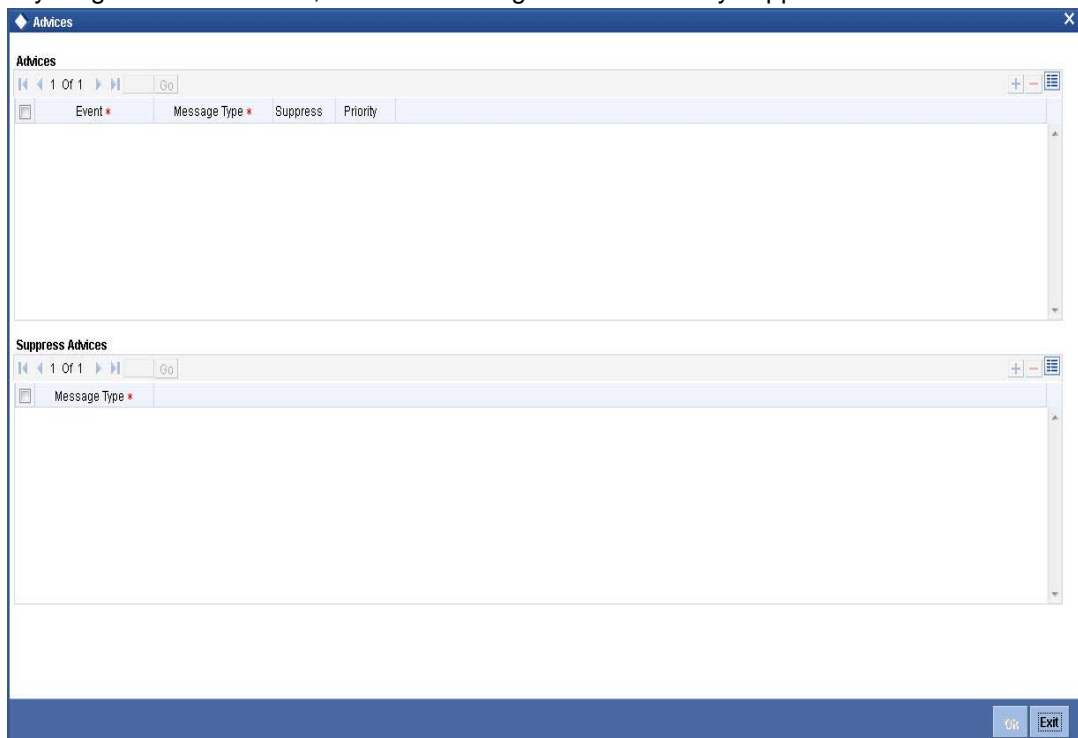 Advices X
Advices
1 Of 1 Go
Event * Message Type * Suppress Priority
Suppress Advices
1 Of 1 Go
Message Type *
Ok Exit